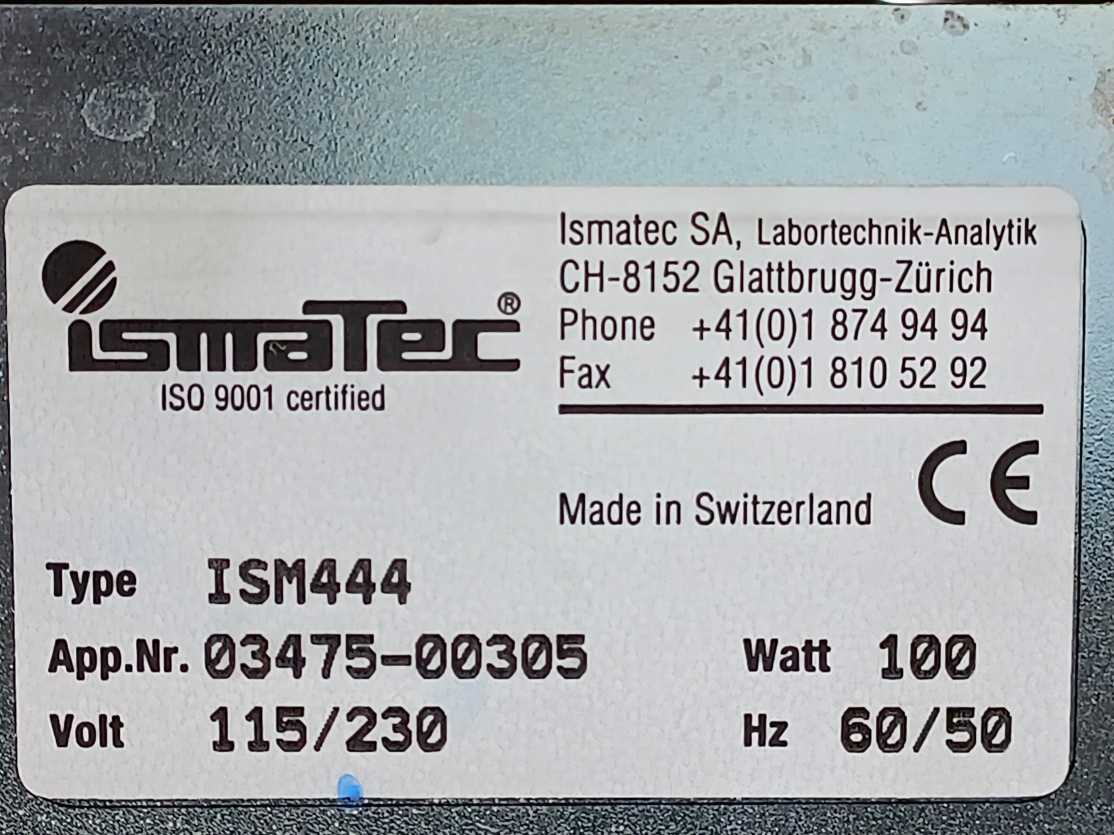 ismaTec®
ISO 9001 certified
Ismatec SA, Labortechnik-Analytik
CH-8152 Glattbrugg-Zürich
Phone +41(0)1 874 94 94
Fax +41(0)1 810 52 92
Made in Switzerland CE
Type ISM444
App.Nr. 03475-00305 Watt 100
Volt 115/230 Hz 60/50